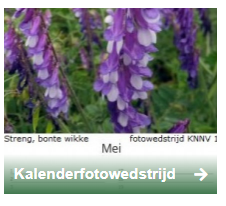 Streng, bonte wikke fotowedstrijd KNNV 1
Mei
Kalenderfotowedstrijd